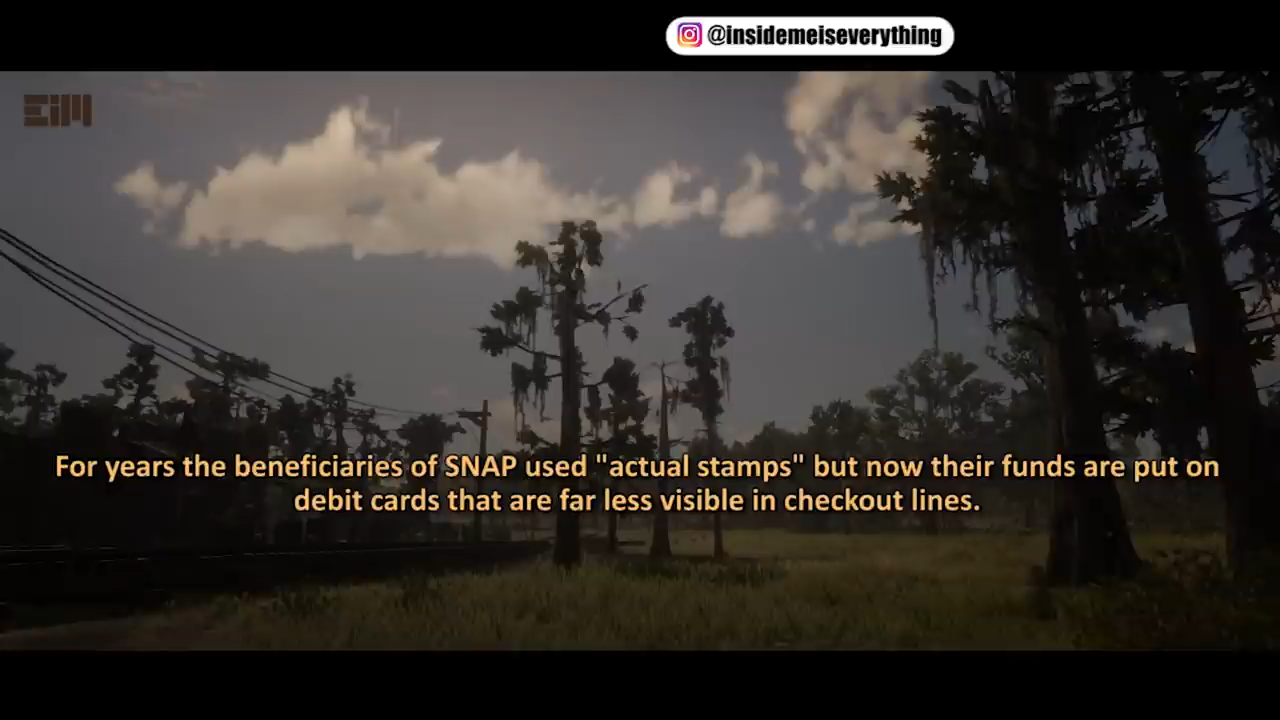 @insidemeiseverything
EiM
For years the beneficiaries of SNAP used "actual stamps" but now their funds are put on
debit cards that are far less visible in checkout lines.